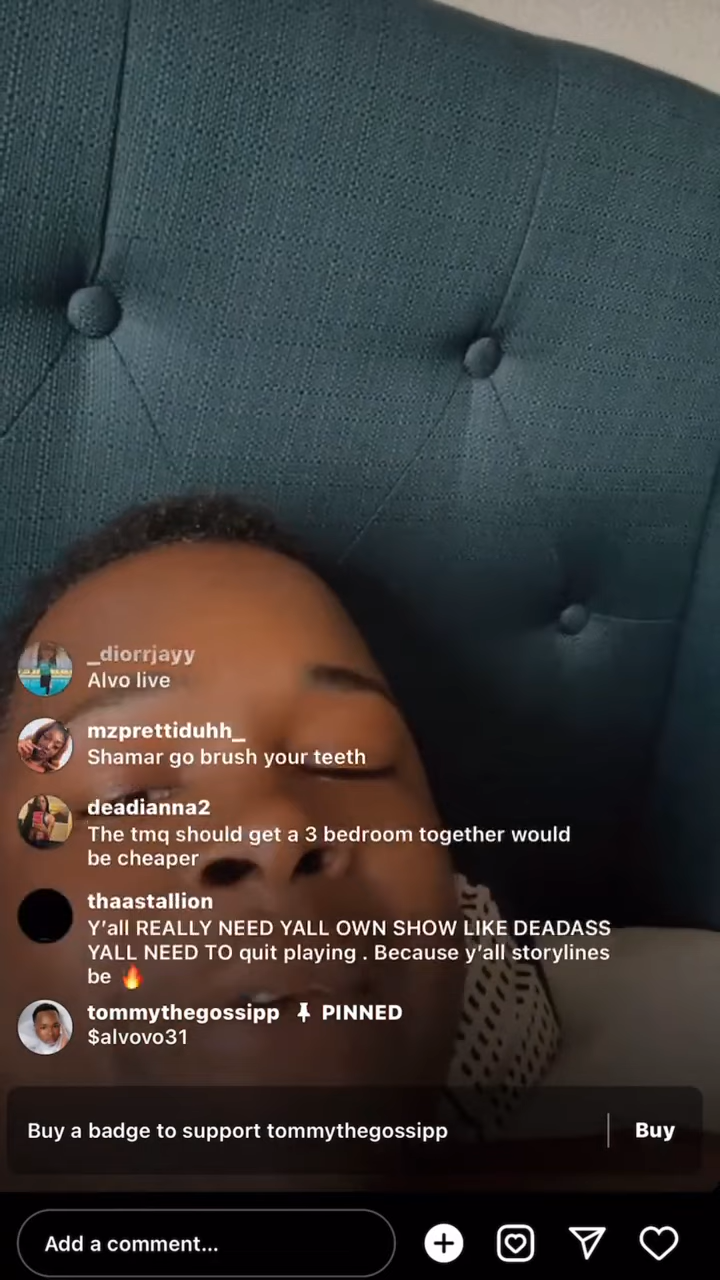 _diorrjayy
Alvo live
mzprettiduhh_
Shamar go brush your teeth
deadianna2
The tmq should get a 3 bedroom together would
be cheaper
thaastallion
Y'all REALLY NEED YALL OWN SHOW LIKE DEADASS
YALL NEED TO quit playing . Because y'all storylines
be 🔥
tommythegossipp 📌 PINNED
$alvovo31
Buy a badge to support tommythegossipp | Buy
Add a comment...